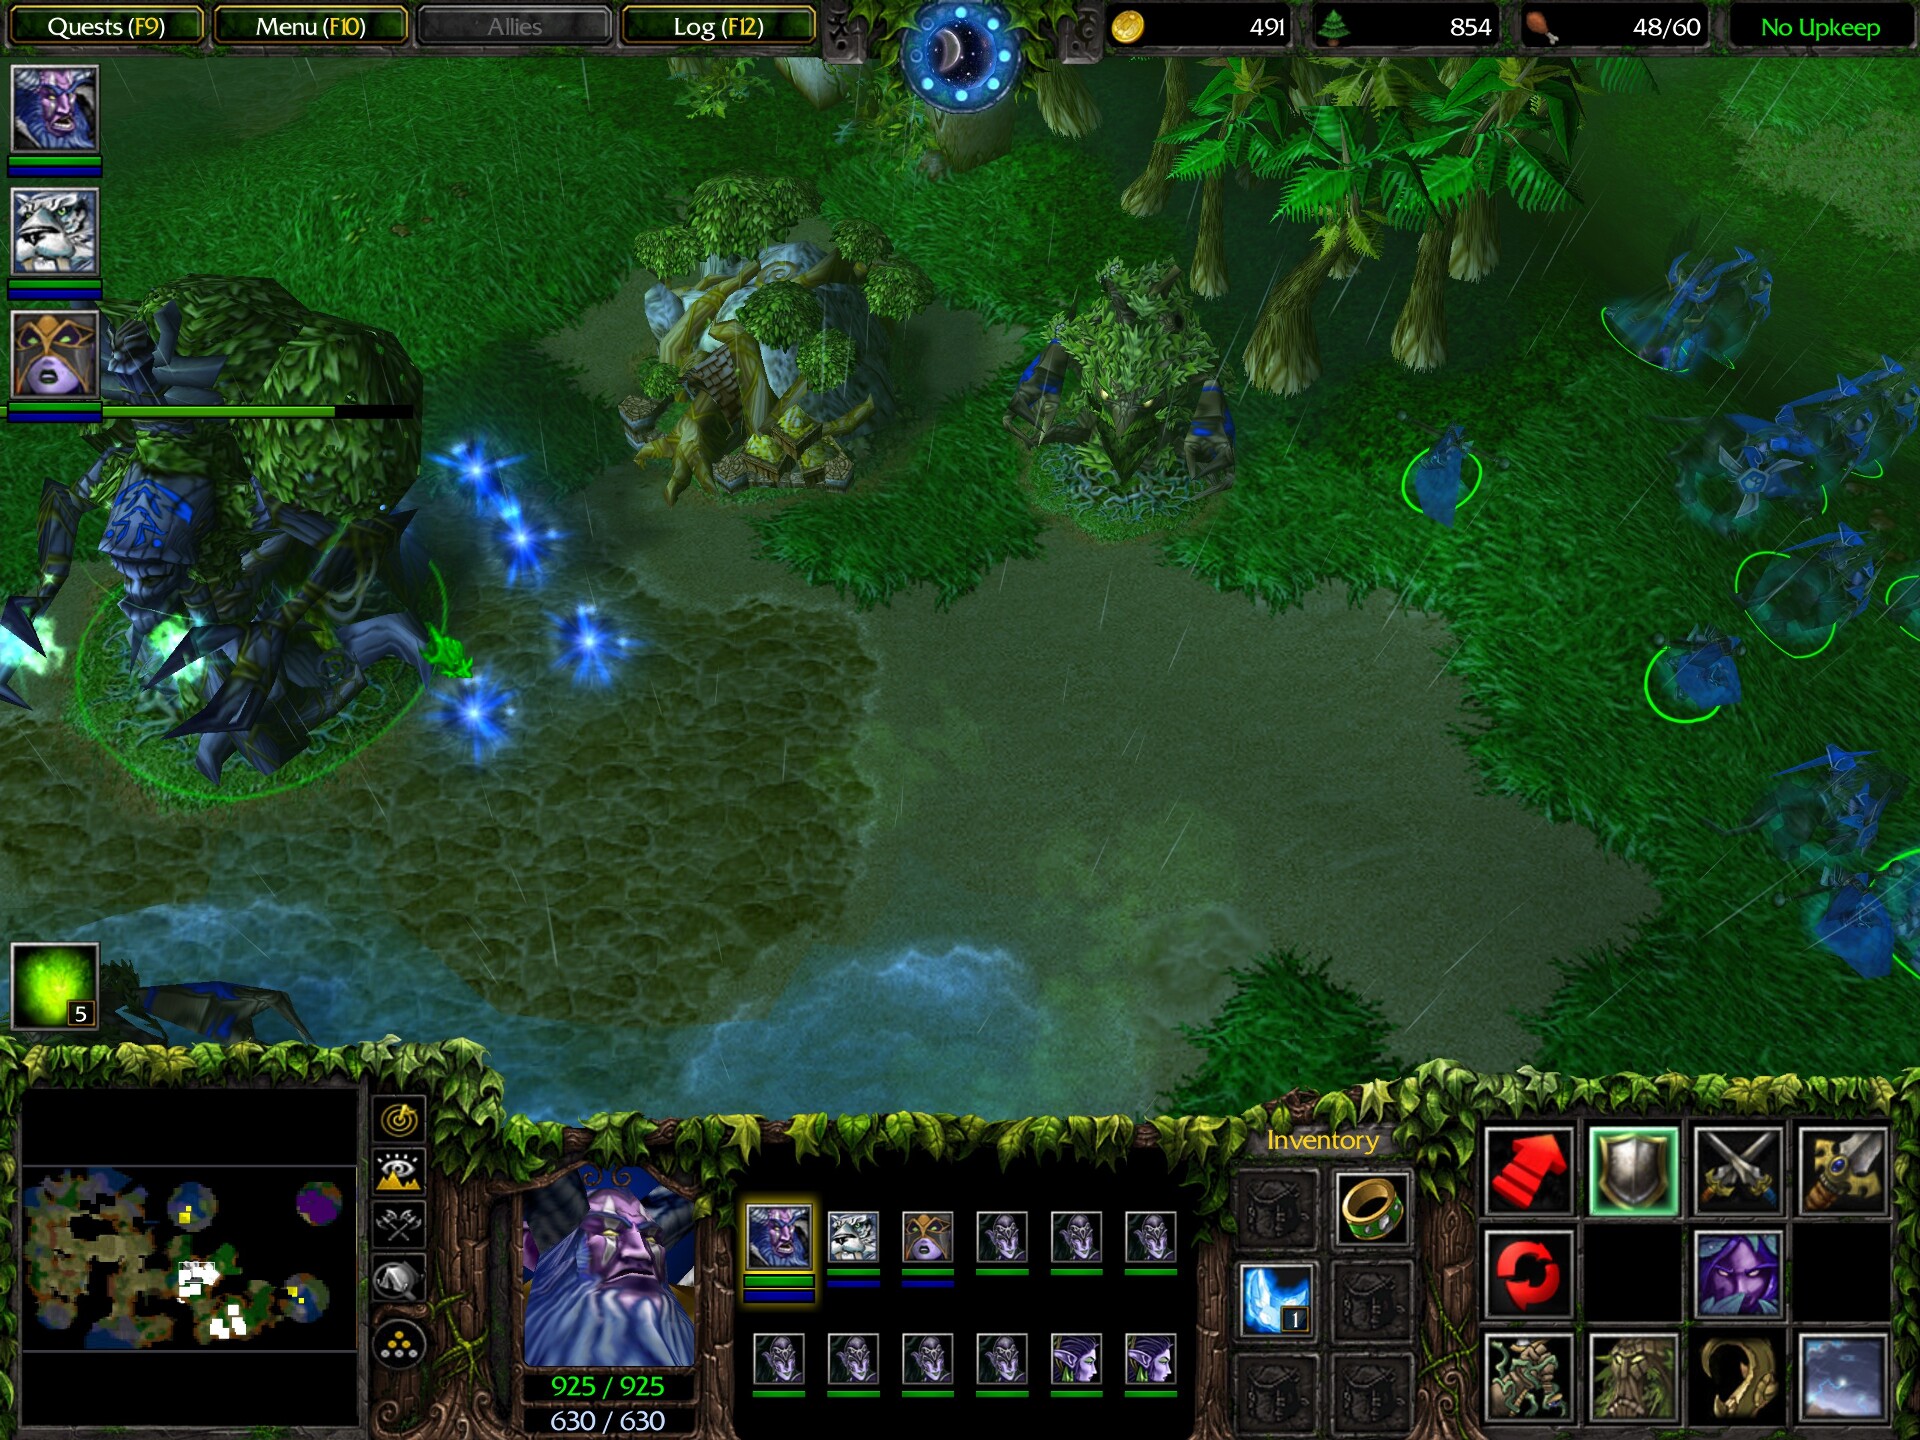 Quests (F9) Menu (F10) Allies Log (F12) 491 854 48/60 No Upkeep
5
Inventory
1
925 / 925
630 / 630